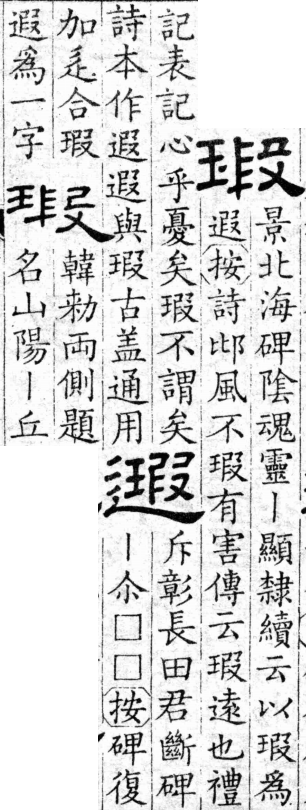 瑕景北海碑陰魂靈丨顯隸續云以瑕為
遐按詩邶風不瑕有害傳云瑕遠也禮
記表記心乎憂矣瑕不謂矣𨗇斥彰長田君斷碑
詩本作遐遐與瑕古盖通用丨尒□□按碑復
加辵合瑕瑕韓勑兩側題
遐爲一字名山陽丨丘